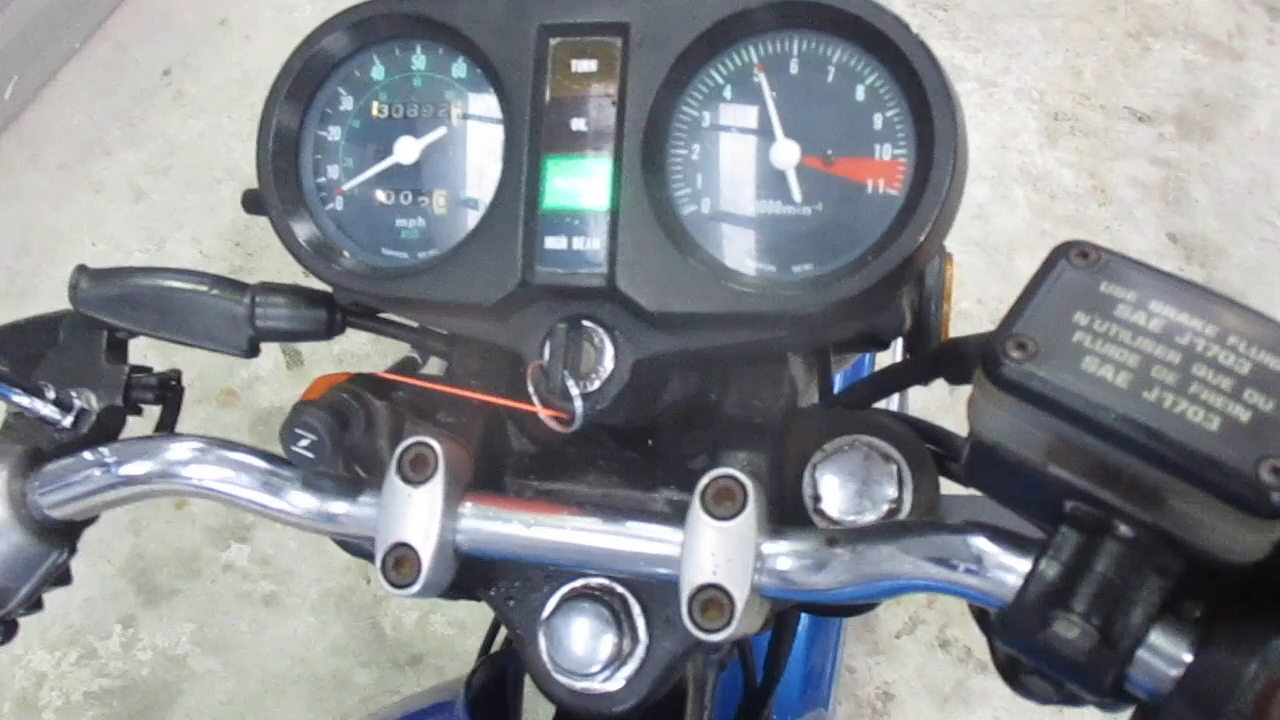 40 50 60
30
20
10
0
30892
mph
TURN
OIL
HIGH BEAM
5 6 7
4 8
3 9
2 10
1 11
0
USE BRAKE FLUID
SAE J1703
N'UTILISER QUE DU
FLUIDE DE FREIN
SAE J1703